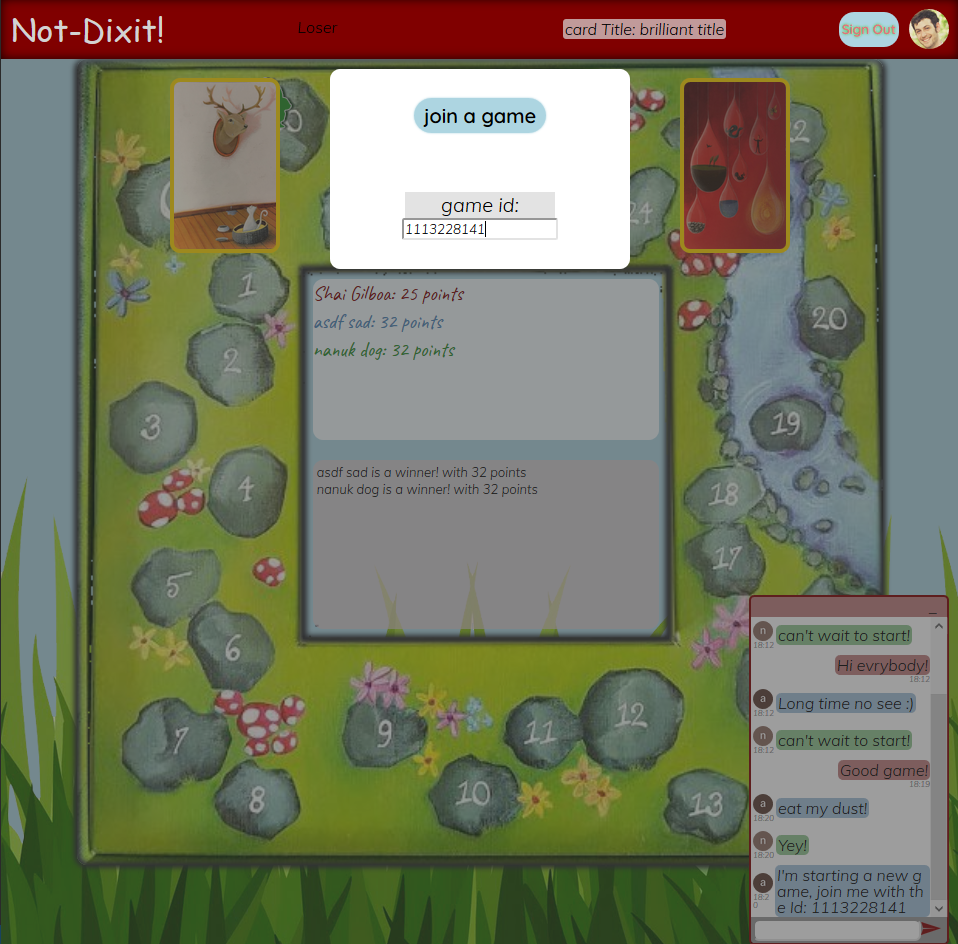 Not-Dixit!
Loser
card Title: brilliant title
Sign Out
join a game
game id:
1113228141
Shai Gilboa: 25 points
asdf sad: 32 points
nanuk dog: 32 points
asdf sad is a winner! with 32 points
nanuk dog is a winner! with 32 points
1
2
3
4
5
6
7
8
9
10
11
12
13
17
18
19
20
24
n
can't wait to start!
18:12
Hi evrybody!
18:12
a
Long time no see :)
18:12
n
can't wait to start!
18:12
Good game!
18:19
a
eat my dust!
18:20
n
Yey!
18:20
a
I'm starting a new g
ame, join me with th
e Id: 1113228141
18:2
0